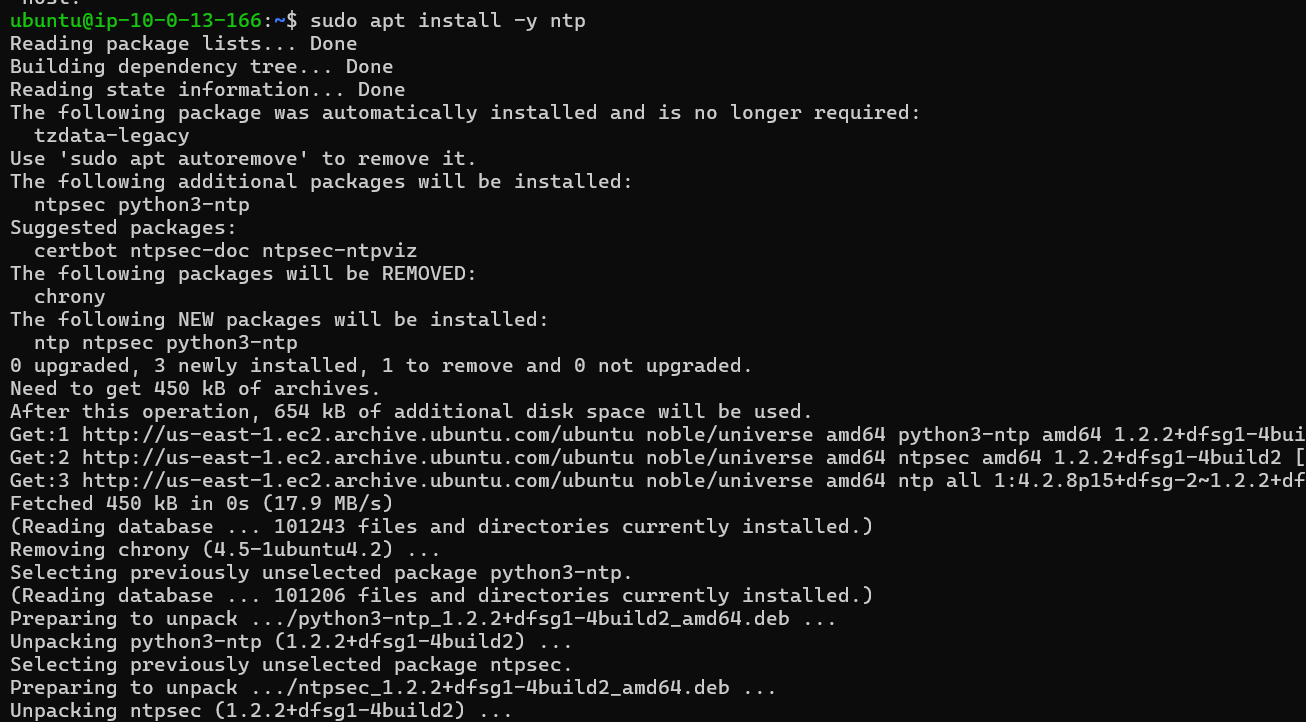 host.
ubuntu@ip-10-0-13-166:~$ sudo apt install -y ntp
Reading package lists... Done
Building dependency tree... Done
Reading state information... Done
The following package was automatically installed and is no longer required:
  tzdata-legacy
Use 'sudo apt autoremove' to remove it.
The following additional packages will be installed:
  ntpsec python3-ntp
Suggested packages:
  certbot ntpsec-doc ntpsec-ntpviz
The following packages will be REMOVED:
  chrony
The following NEW packages will be installed:
  ntp ntpsec python3-ntp
0 upgraded, 3 newly installed, 1 to remove and 0 not upgraded.
Need to get 450 kB of archives.
After this operation, 654 kB of additional disk space will be used.
Get:1 http://us-east-1.ec2.archive.ubuntu.com/ubuntu noble/universe amd64 python3-ntp amd64 1.2.2+dfsg1-4bui
Get:2 http://us-east-1.ec2.archive.ubuntu.com/ubuntu noble/universe amd64 ntpsec amd64 1.2.2+dfsg1-4build2 [
Get:3 http://us-east-1.ec2.archive.ubuntu.com/ubuntu noble/universe amd64 ntp all 1:4.2.8p15+dfsg-2~1.2.2+df
Fetched 450 kB in 0s (17.9 MB/s)
(Reading database ... 101243 files and directories currently installed.)
Removing chrony (4.5-1ubuntu4.2) ...
Selecting previously unselected package python3-ntp.
(Reading database ... 101206 files and directories currently installed.)
Preparing to unpack .../python3-ntp_1.2.2+dfsg1-4build2_amd64.deb ...
Unpacking python3-ntp (1.2.2+dfsg1-4build2) ...
Selecting previously unselected package ntpsec.
Preparing to unpack .../ntpsec_1.2.2+dfsg1-4build2_amd64.deb ...
Unpacking ntpsec (1.2.2+dfsg1-4build2) ...